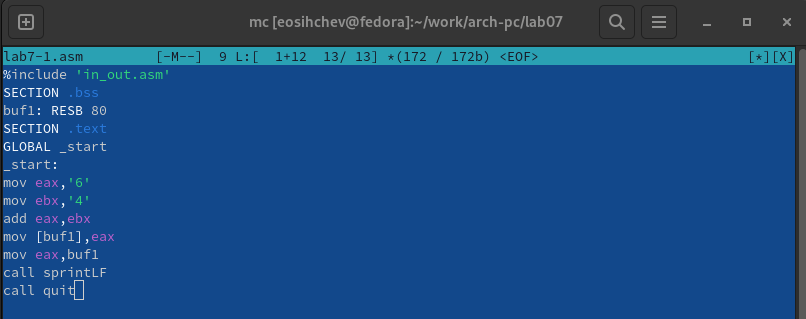 mc [eosihchev@fedora]:~/work/arch-pc/lab07
lab7-1.asm [-M--] 9 L:[ 1+12 13/ 13] *(172 / 172b) <EOF> [*][X]
%include 'in_out.asm'
SECTION .bss
buf1: RESB 80
SECTION .text
GLOBAL _start
_start:
mov eax,'6'
mov ebx,'4'
add eax,ebx
mov [buf1],eax
mov eax,buf1
call sprintLF
call quit